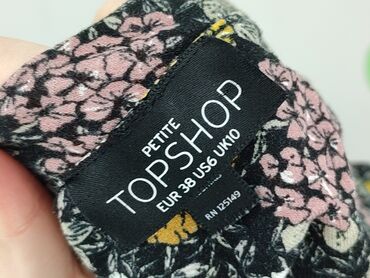 PETITE
TOPSHOP
EUR 38 US6 UK10
RN 125149